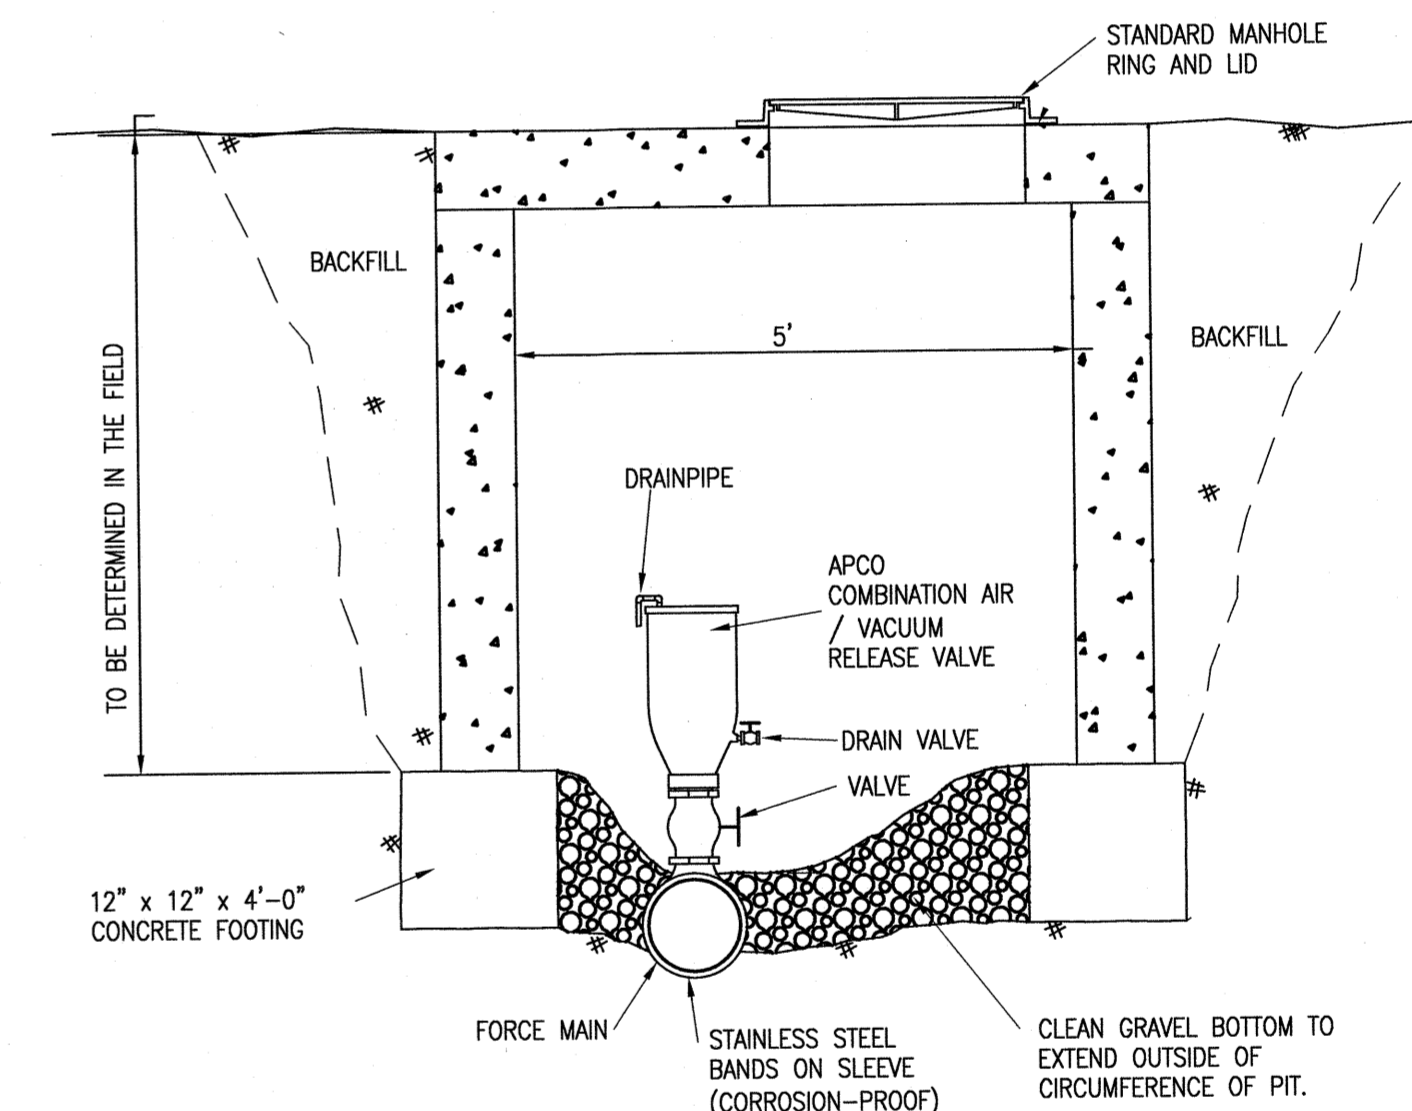 STANDARD MANHOLE
RING AND LID
BACKFILL
5'
BACKFILL
TO BE DETERMINED IN THE FIELD
DRAINPIPE
APCO
COMBINATION AIR
/ VACUUM
RELEASE VALVE
DRAIN VALVE
VALVE
12" x 12" x 4'-0"
CONCRETE FOOTING
FORCE MAIN
STAINLESS STEEL
BANDS ON SLEEVE
(CORROSION-PROOF)
CLEAN GRAVEL BOTTOM TO
EXTEND OUTSIDE OF
CIRCUMFERENCE OF PIT.